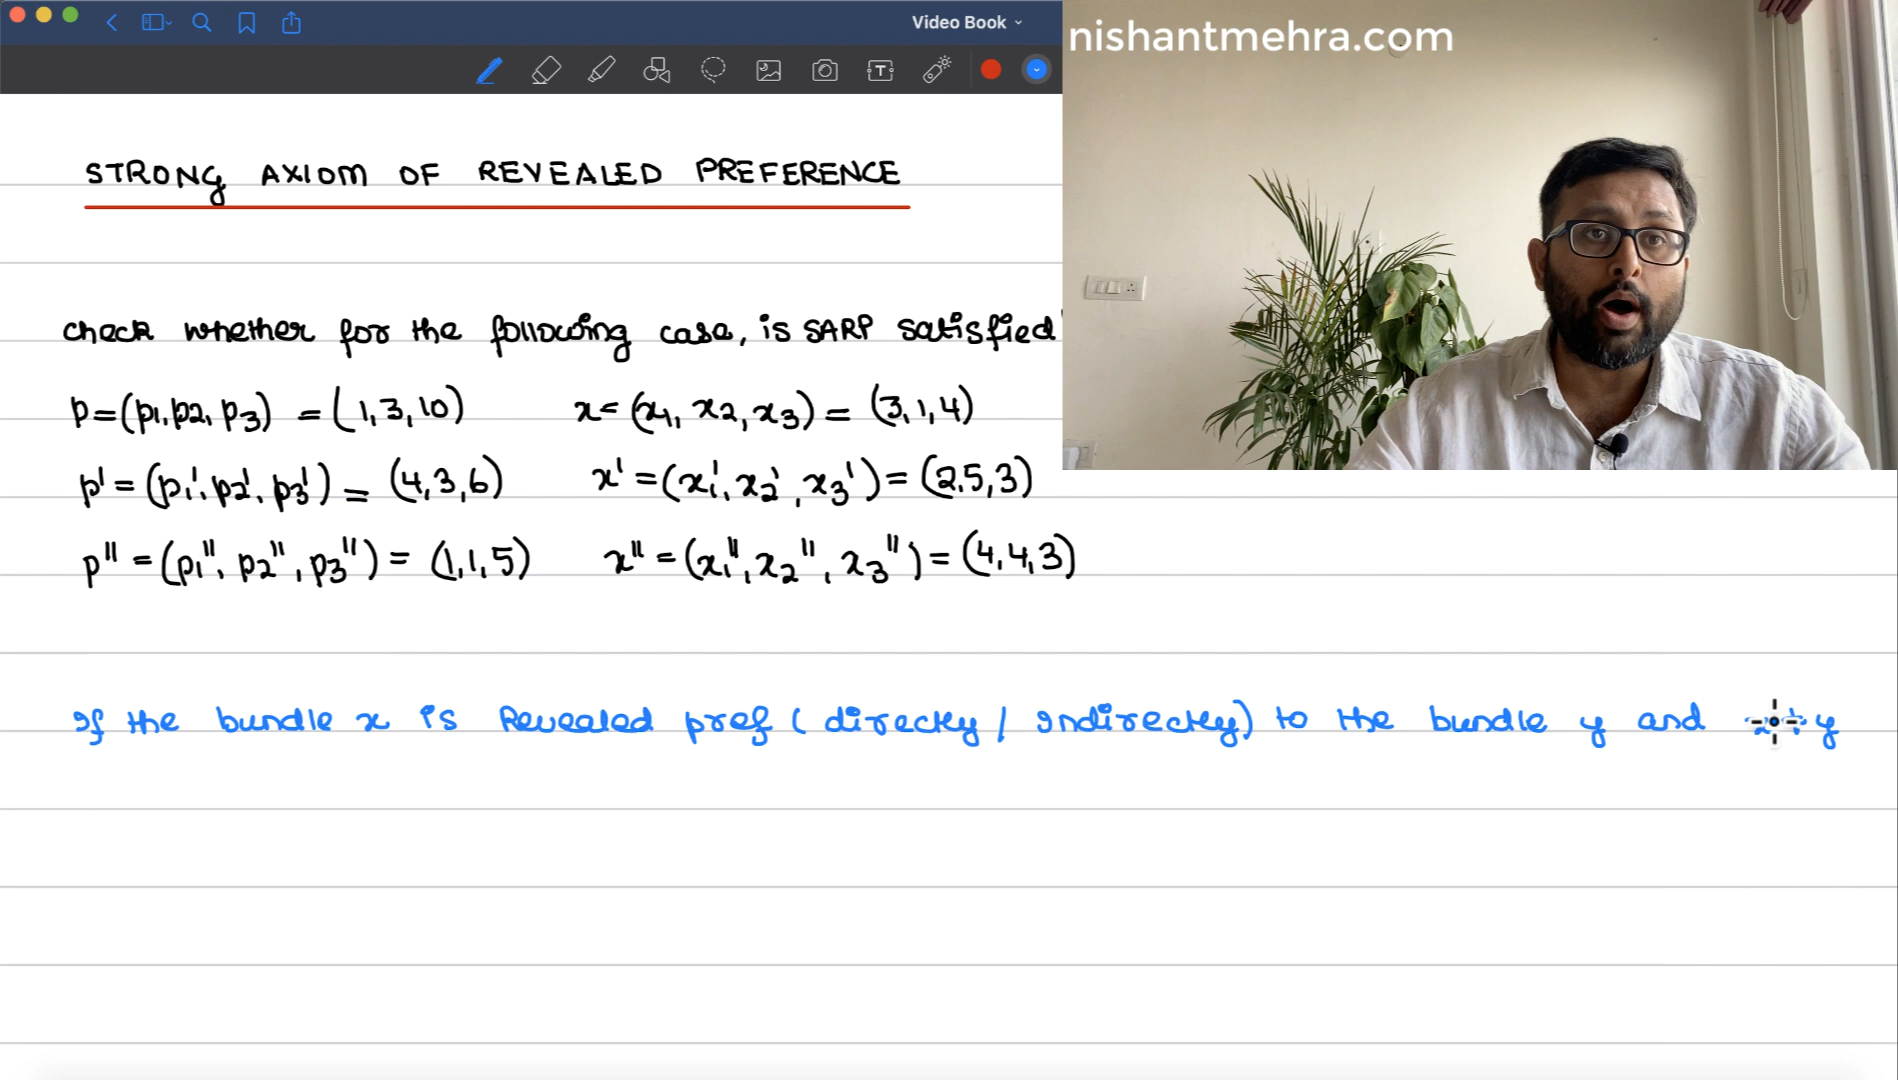 Video Book
nishantmehra.com
STRONG AXIOM OF REVEALED PREFERENCE
check whether for the following case, is SARP satisfied
p=(p1,p2,p3) = (1,3,10) x= (x1, x2, x3) = (3,1,4)
p' = (p1', p2', p3') = (4,3,6) x' =(x1', x2', x3')= (2,5,3)
p'' = (p1'', p2'', p3'') = (1,1,5) x'' = (x1'', x2'', x3'') = (4,4,3)
If the bundle x is Revealed pref (directly / Indirectly) to the bundle y and y